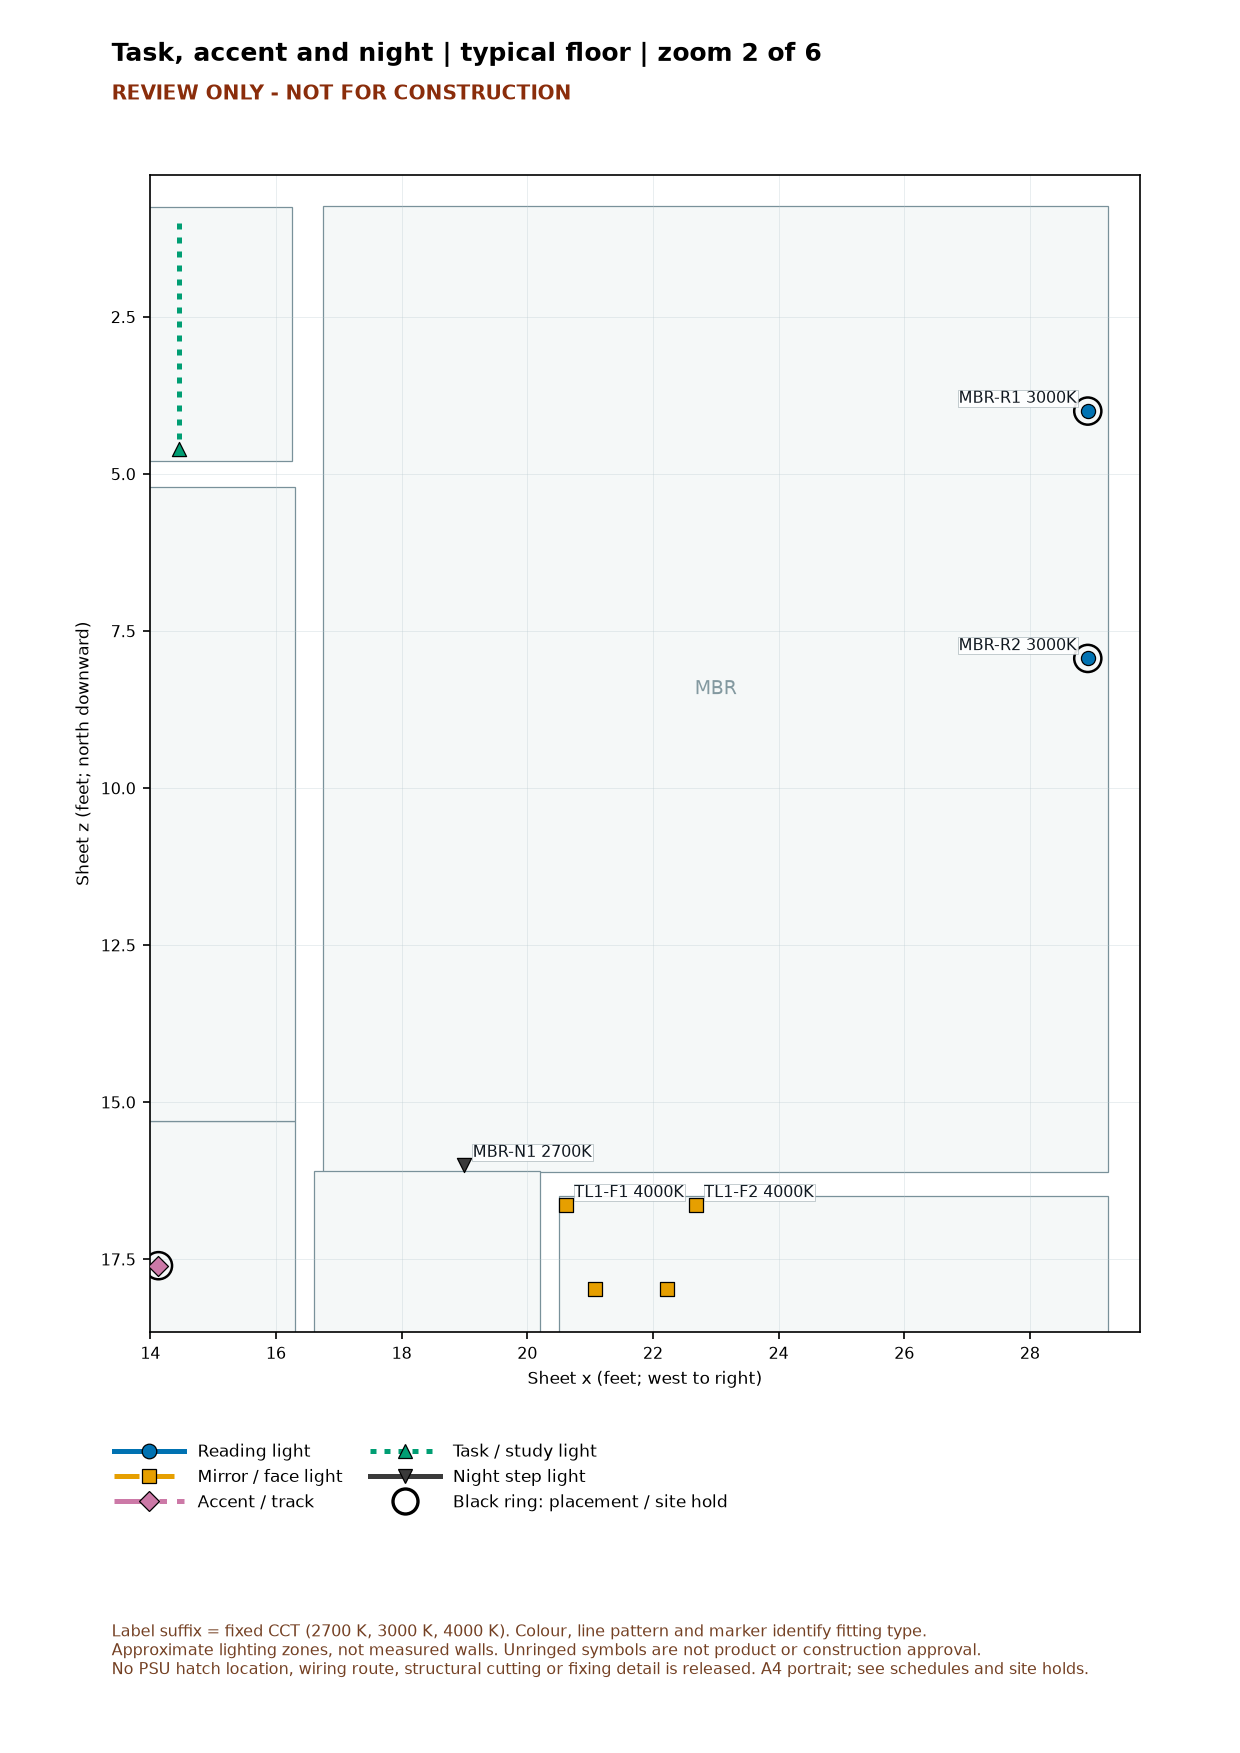 Task, accent and night | typical floor | zoom 2 of 6
REVIEW ONLY - NOT FOR CONSTRUCTION
MBR-R1 3000K
MBR-R2 3000K
MBR
MBR-N1 2700K
TL1-F1 4000K
TL1-F2 4000K
2.5
5.0
7.5
10.0
12.5
15.0
17.5
Sheet z (feet; north downward)
14 16 18 20 22 24 26 28
Sheet x (feet; west to right)
Reading light
Mirror / face light
Accent / track
Task / study light
Night step light
Black ring: placement / site hold
Label suffix = fixed CCT (2700 K, 3000 K, 4000 K). Colour, line pattern and marker identify fitting type.
Approximate lighting zones, not measured walls. Unringed symbols are not product or construction approval.
No PSU hatch location, wiring route, structural cutting or fixing detail is released. A4 portrait; see schedules and site holds.